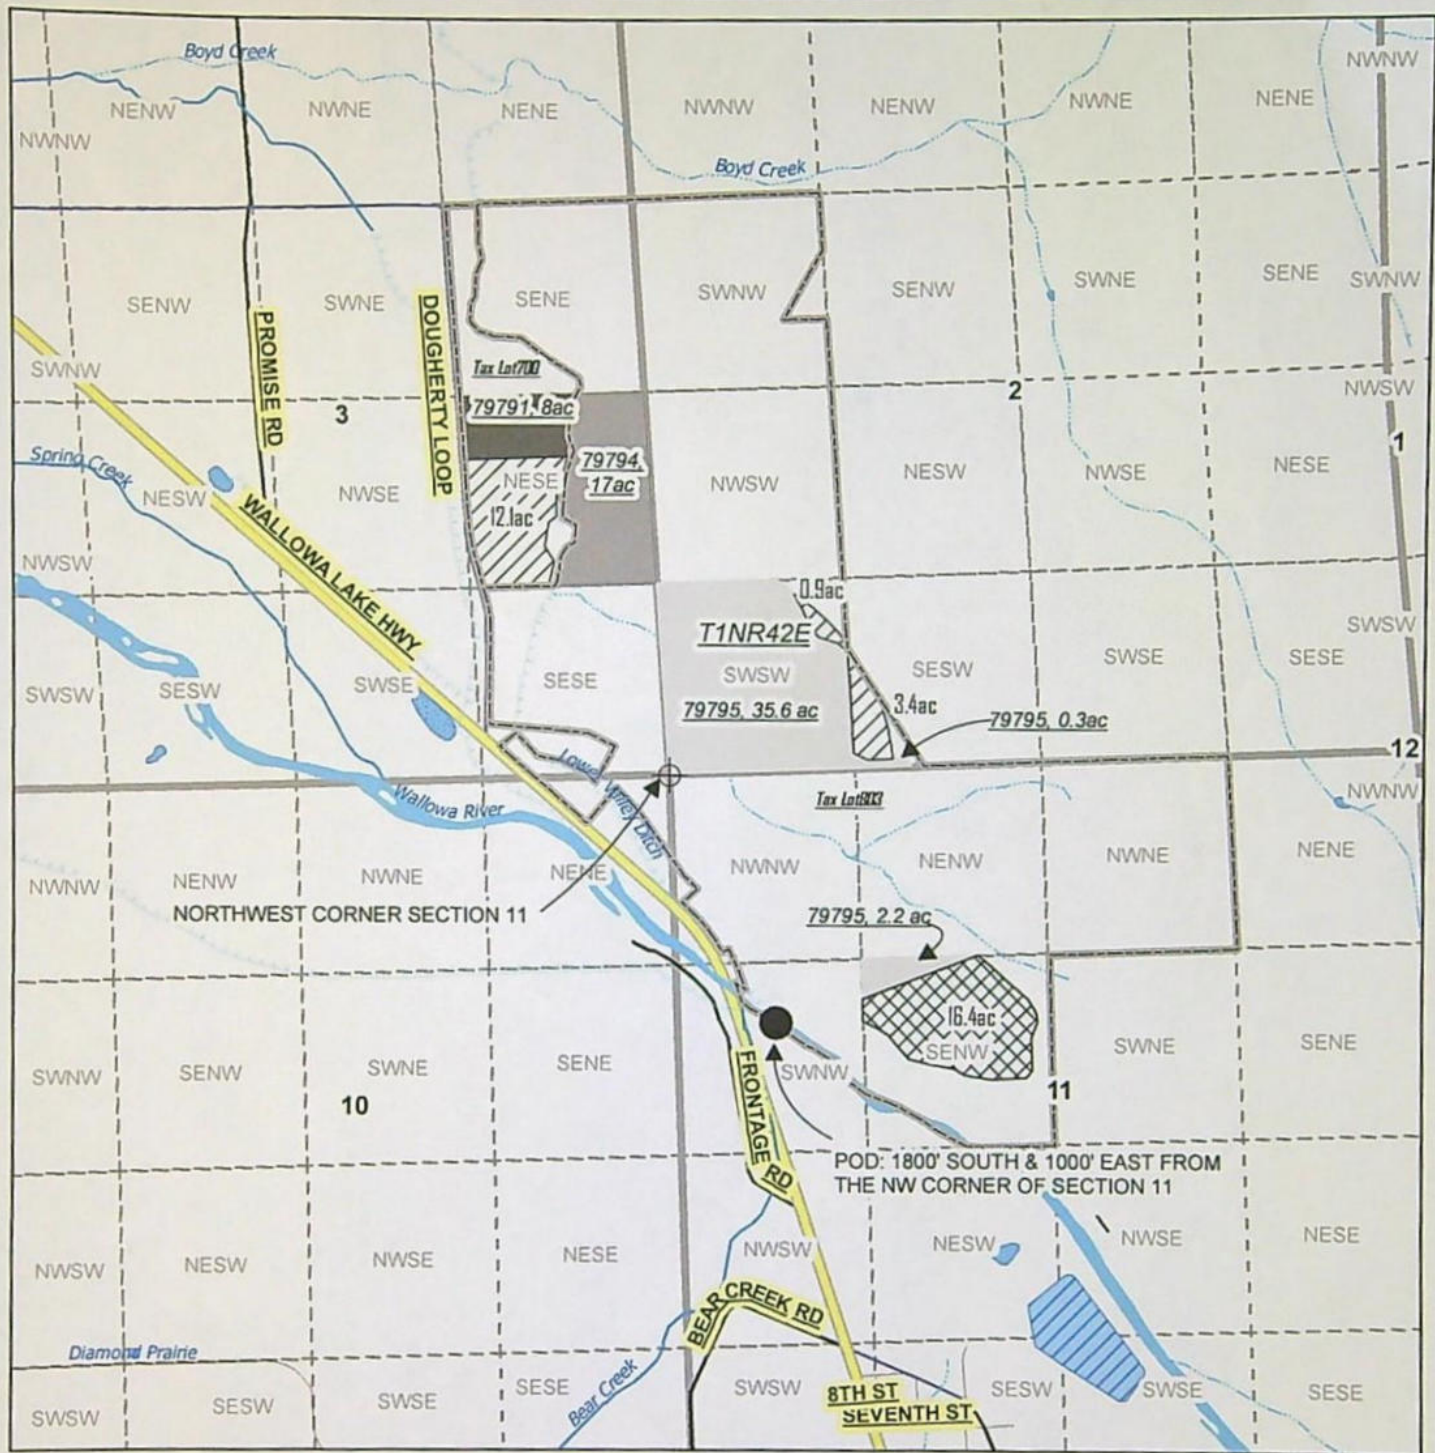 Boyd Creek
NWNW
NENW
NWNE
NENE
NWNW
NENW
NWNE
NENE
NWNW
Boyd Creek
SENW
SWNE
SENE
SWNW
SENW
SWNE
SENE
SWNW
PROMISE RD
DOUGHERTY LOOP
SWNW
Tax Lot700
3
79791, 8ac
2
NWSW
1
Spring Creek
NESW
NWSE
NESE
12.1ac
79794,
17ac
NWSW
NESW
NWSE
NESE
WALLOWA LAKE HWY
NWSW
0.9ac
T1NR42E
SWSW
SWSW
SESW
SWSE
SESE
SWSW
SESW
SWSE
SESE
79795, 35.6 ac
3.4ac
79795, 0.3ac
12
Lower Valley Ditch
Wallowa River
Tax Lot803
NWNW
NWNW
NENW
NWNE
NENE
NWNW
NENW
NWNE
NENE
NORTHWEST CORNER SECTION 11
79795, 2.2 ac
16.4ac
SWNW
SENW
SWNE
SENE
SWNW
SENW
SWNE
SENE
FRONTAGE RD
10
11
POD: 1800' SOUTH & 1000' EAST FROM
THE NW CORNER OF SECTION 11
NWSW
NESW
NWSE
NESE
NWSW
NESW
NWSE
NESE
BEAR CREEK RD
Diamond Prairie
Bear Creek
SWSW
SESW
SWSE
SESE
SWSW
8TH ST
SEVENTH ST
SESW
SWSE
SESE